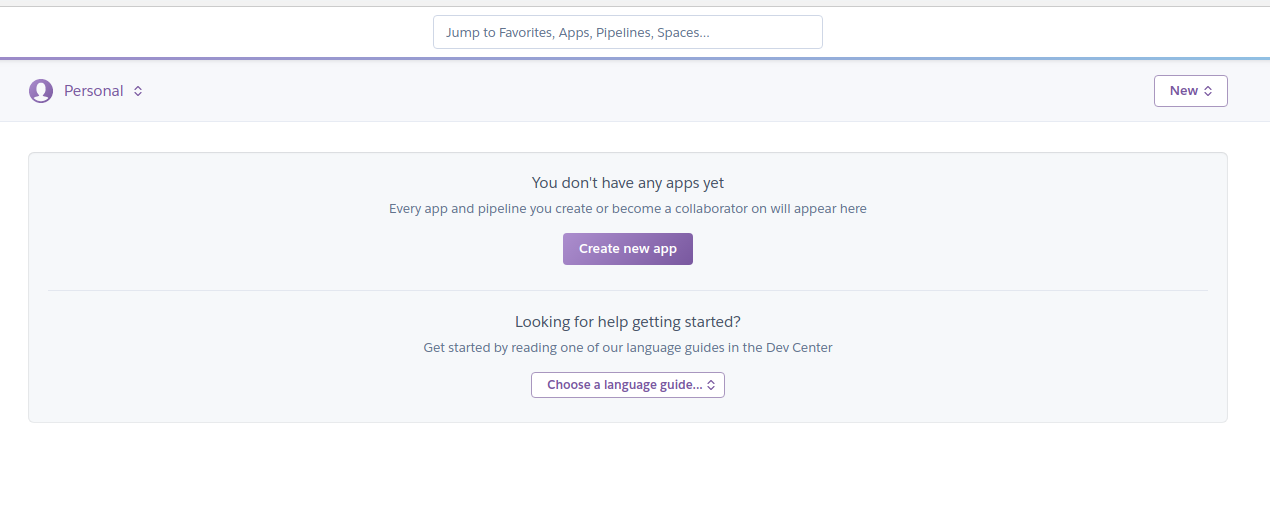 Jump to Favorites, Apps, Pipelines, Spaces...
Personal
New
You don't have any apps yet
Every app and pipeline you create or become a collaborator on will appear here
Create new app
Looking for help getting started?
Get started by reading one of our language guides in the Dev Center
Choose a language guide...